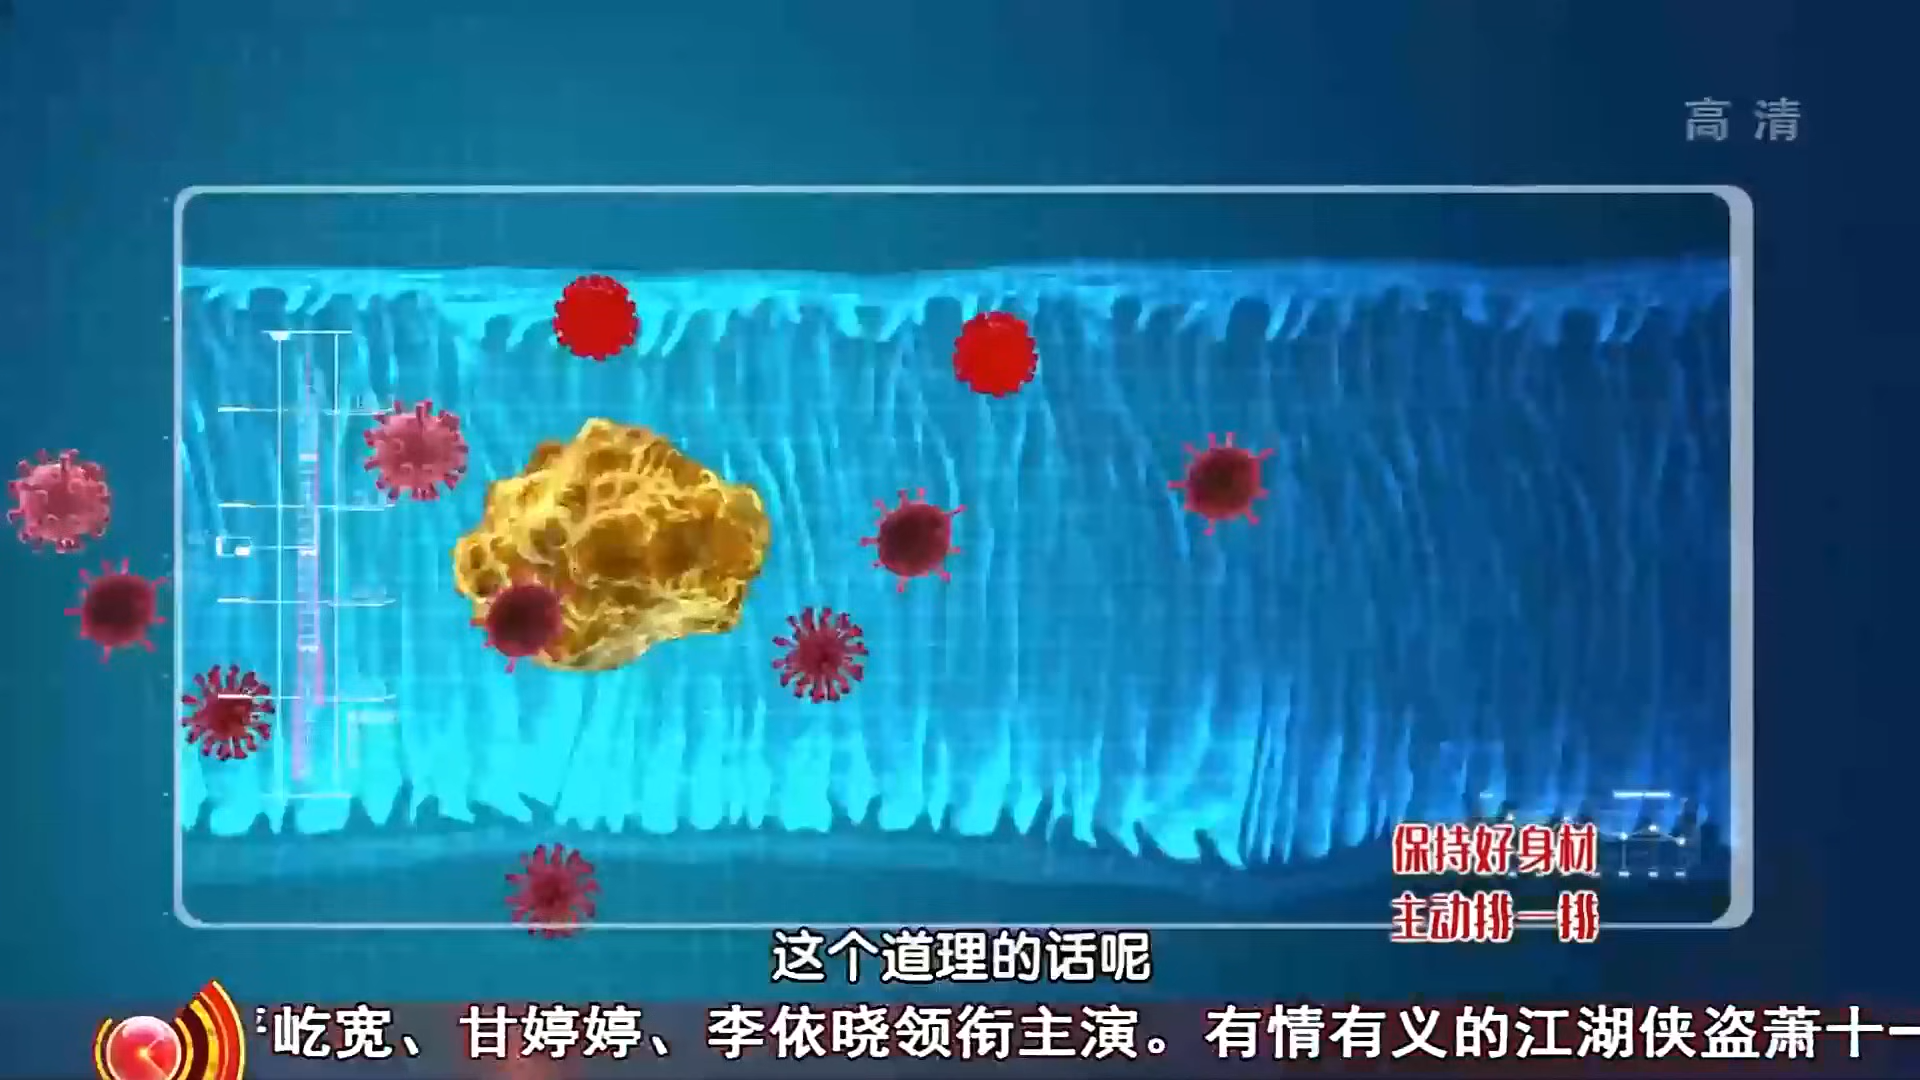 高清
保持好身材
主动排一排
这个道理的话呢
屹宽、甘婷婷、李依晓领衔主演。有情有义的江湖侠盗萧十一